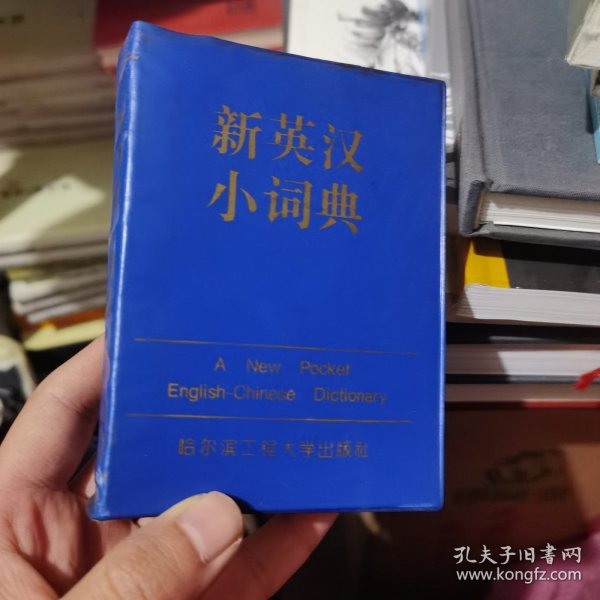 新英汉
小词典
A New Pocket
English-Chinese Dictionary
哈尔滨工程大学出版社
孔夫子旧书网
www.kongfz.com